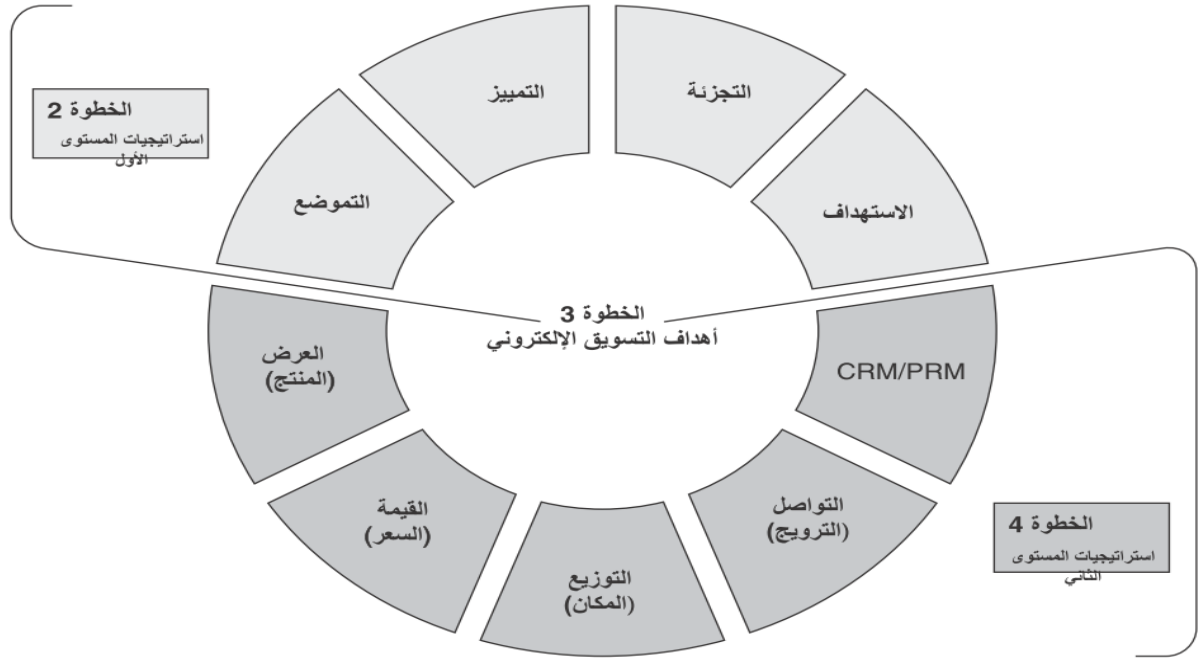 التمييز
التجزئة
الخطوة 2
استراتيجيات المستوى
الأول
التموضع
الاستهداف
الخطوة 3
أهداف التسويق الإلكتروني
العرض
(المنتج)
CRM/PRM
القيمة
(السعر)
التواصل
(الترويج)
التوزيع
(المكان)
الخطوة 4
استراتيجيات المستوى
الثاني